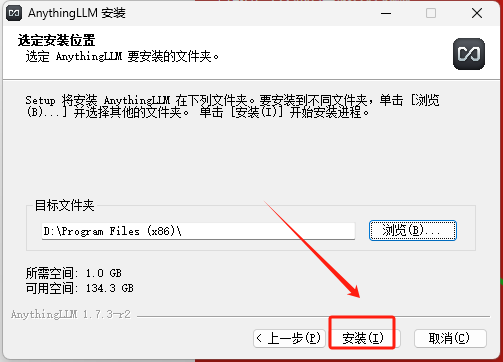 AnythingLLM 安装
选定安装位置
选定 AnythingLLM 要安装的文件夹。
Setup 将安装 AnythingLLM 在下列文件夹。要安装到不同文件夹，单击 [浏览
(B)...] 并选择其他的文件夹。 单击 [安装(I)] 开始安装进程。
目标文件夹
D:\Program Files (x86)\
浏览(B)...
所需空间: 1.0 GB
可用空间: 134.3 GB
AnythingLLM 1.7.3-r2
< 上一步(P)
安装(I)
取消(C)